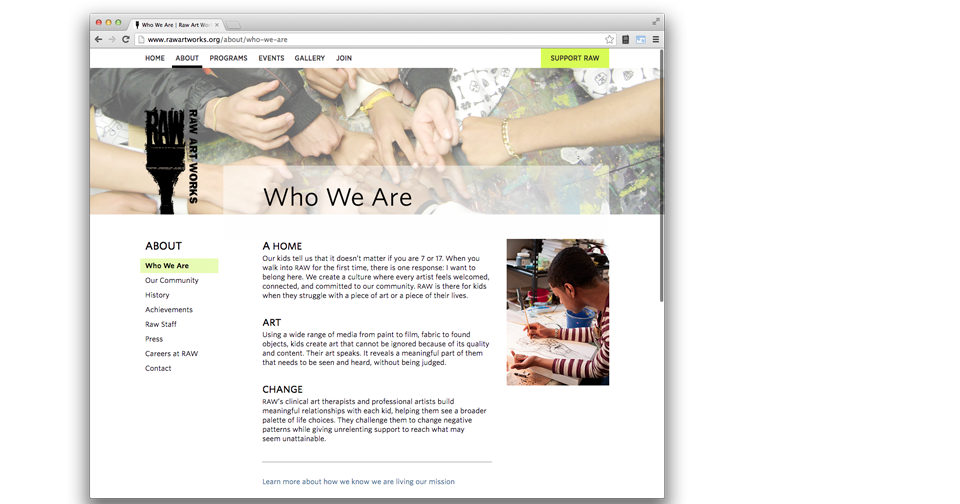 Who We Are | Raw Art Wor
www.rawartworks.org/about/who-we-are
HOME ABOUT PROGRAMS EVENTS GALLERY JOIN SUPPORT RAW
RAW
RAW ART WORKS
Who We Are
ABOUT
Who We Are
Our Community
History
Achievements
Raw Staff
Press
Careers at RAW
Contact
A HOME
Our kids tell us that it doesn't matter if you are 7 or 17. When you
walk into RAW for the first time, there is one response: I want to
belong here. We create a culture where every artist feels welcomed,
connected, and committed to our community. RAW is there for kids
when they struggle with a piece of art or a piece of their lives.
ART
Using a wide range of media from paint to film, fabric to found
objects, kids create art that cannot be ignored because of its quality
and content. Their art speaks. It reveals a meaningful part of them
that needs to be seen and heard, without being judged.
CHANGE
RAW's clinical art therapists and professional artists build
meaningful relationships with each kid, helping them see a broader
palette of life choices. They challenge them to change negative
patterns while giving unrelenting support to reach what may
seem unattainable.
Learn more about how we know we are living our mission